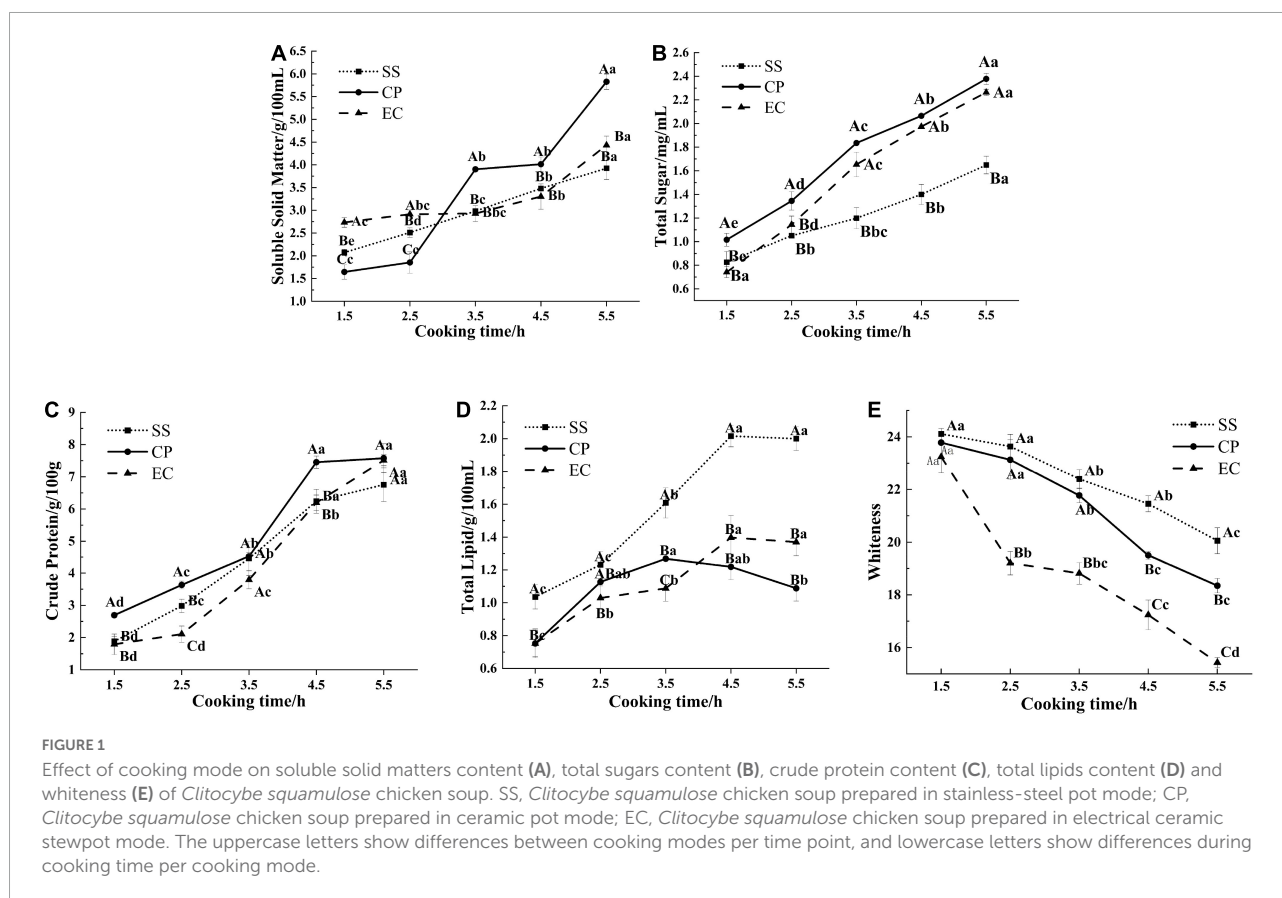 A
Soluble Solid Matter/g/100mL
6.5
6.0
5.5
5.0
4.5
4.0
3.5
3.0
2.5
2.0
1.5
1.0
SS
CP
EC
Aa
Ab
Ab
Ba
Ba
Abc
Bc
Bb
Ac
Bd
Bbc
Bb
Be
Cc
Cc
1.5 2.5 3.5 4.5 5.5
Cooking time/h
B
Total Sugar/mg/mL
2.6
2.4
2.2
2.0
1.8
1.6
1.4
1.2
1.0
0.8
0.6
SS
CP
EC
Aa
Aa
Ab
Ab
Ac
Ac
Ad
Ba
Ae
Bd
Bb
Bb
Bbc
Bc
Ba
1.5 2.5 3.5 4.5 5.5
Cooking time/h
C
Crude Protein/g/100g
9
8
7
6
5
4
3
2
1
SS
CP
EC
Aa
Aa
Aa
Aa
Ba
Bb
Ab
Ab
Ac
Ac
Ad
Bc
Bd
Bd
Cd
1.5 2.5 3.5 4.5 5.5
Cooking time/h
D
Total Lipid/g/100mL
2.2
2.0
1.8
1.6
1.4
1.2
1.0
0.8
0.6
SS
CP
EC
Aa
Aa
Ab
Ac
Ac
Ba
Ba
Ba
ABab
Bab
Cb
Bb
Bb
Bc
1.5 2.5 3.5 4.5 5.5
Cooking time/h
E
Whiteness
24
22
20
18
16
SS
CP
EC
Aa
Aa
Aa
Aa
Aa
Ab
Ab
Ab
Ac
Bb
Bbc
Bc
Bc
Cc
Cd
1.5 2.5 3.5 4.5 5.5
Cooking time/h
FIGURE 1
Effect of cooking mode on soluble solid matters content (A), total sugars content (B), crude protein content (C), total lipids content (D) and
whiteness (E) of Clitocybe squamulose chicken soup. SS, Clitocybe squamulose chicken soup prepared in stainless-steel pot mode; CP,
Clitocybe squamulose chicken soup prepared in ceramic pot mode; EC, Clitocybe squamulose chicken soup prepared in electrical ceramic
stewpot mode. The uppercase letters show differences between cooking modes per time point, and lowercase letters show differences during
cooking time per cooking mode.